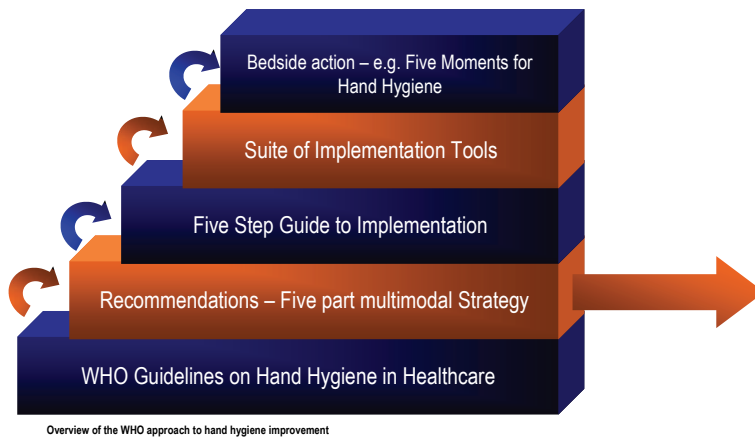 Bedside action – e.g. Five Moments for
Hand Hygiene
Suite of Implementation Tools
Five Step Guide to Implementation
Recommendations – Five part multimodal Strategy
WHO Guidelines on Hand Hygiene in Healthcare
Overview of the WHO approach to hand hygiene improvement